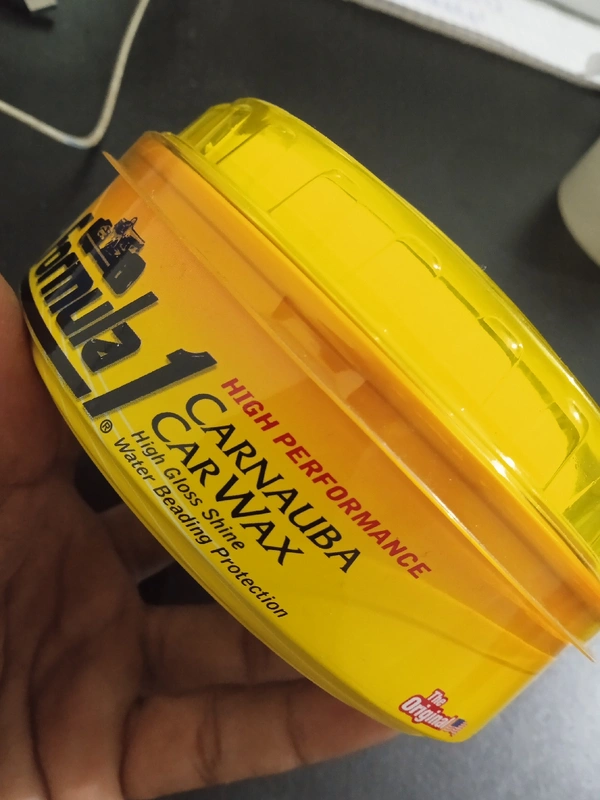 Formula 1®
HIGH PERFORMANCE
CARNAUBA
CAR WAX
High Gloss Shine
Water Beading Protection
The
Original